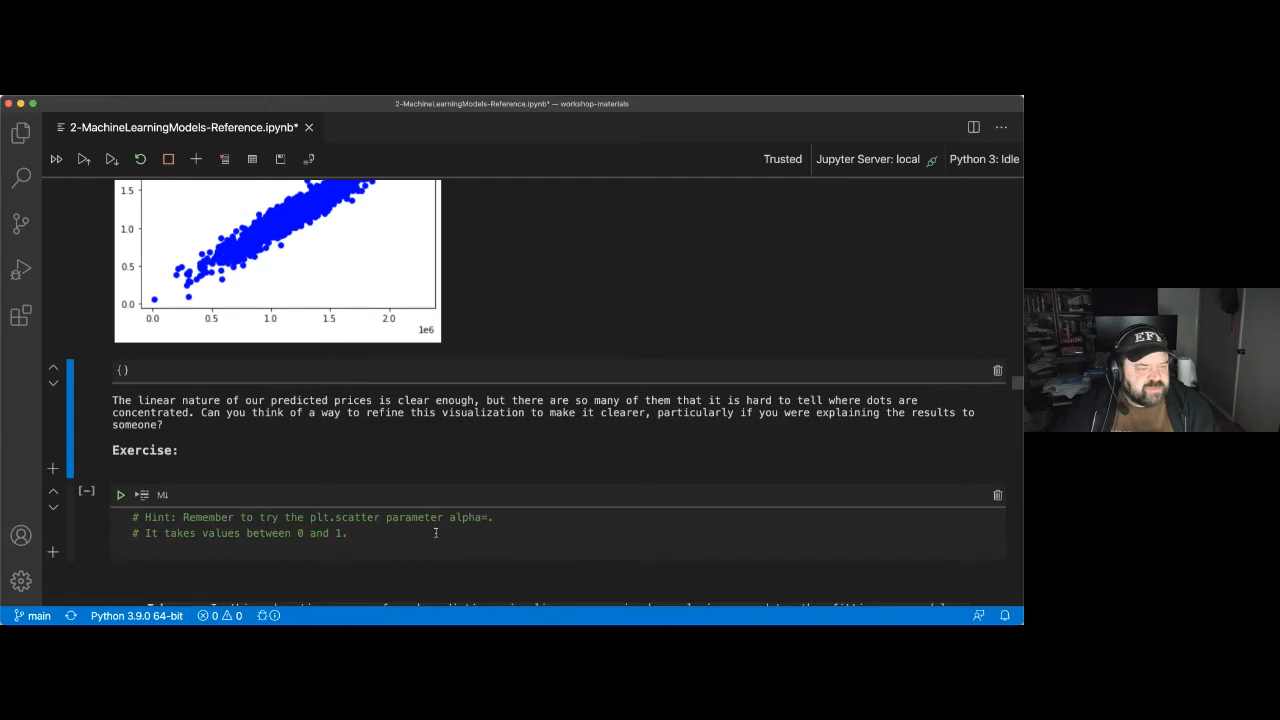 2-MachineLearningModels-Reference.ipynb* — workshop-materials
2-MachineLearningModels-Reference.ipynb*
Trusted
Jupyter Server: local
Python 3: Idle
1.5
1.0
0.5
0.0
0.0 0.5 1.0 1.5 2.0
1e6
{}
The linear nature of our predicted prices is clear enough, but there are so many of them that it is hard to tell where dots are
concentrated. Can you think of a way to refine this visualization to make it clearer, particularly if you were explaining the results to
someone?
Exercise:
[-]
M↓
# Hint: Remember to try the plt.scatter parameter alpha=.
# It takes values between 0 and 1.
main
Python 3.9.0 64-bit
0
0
EFF